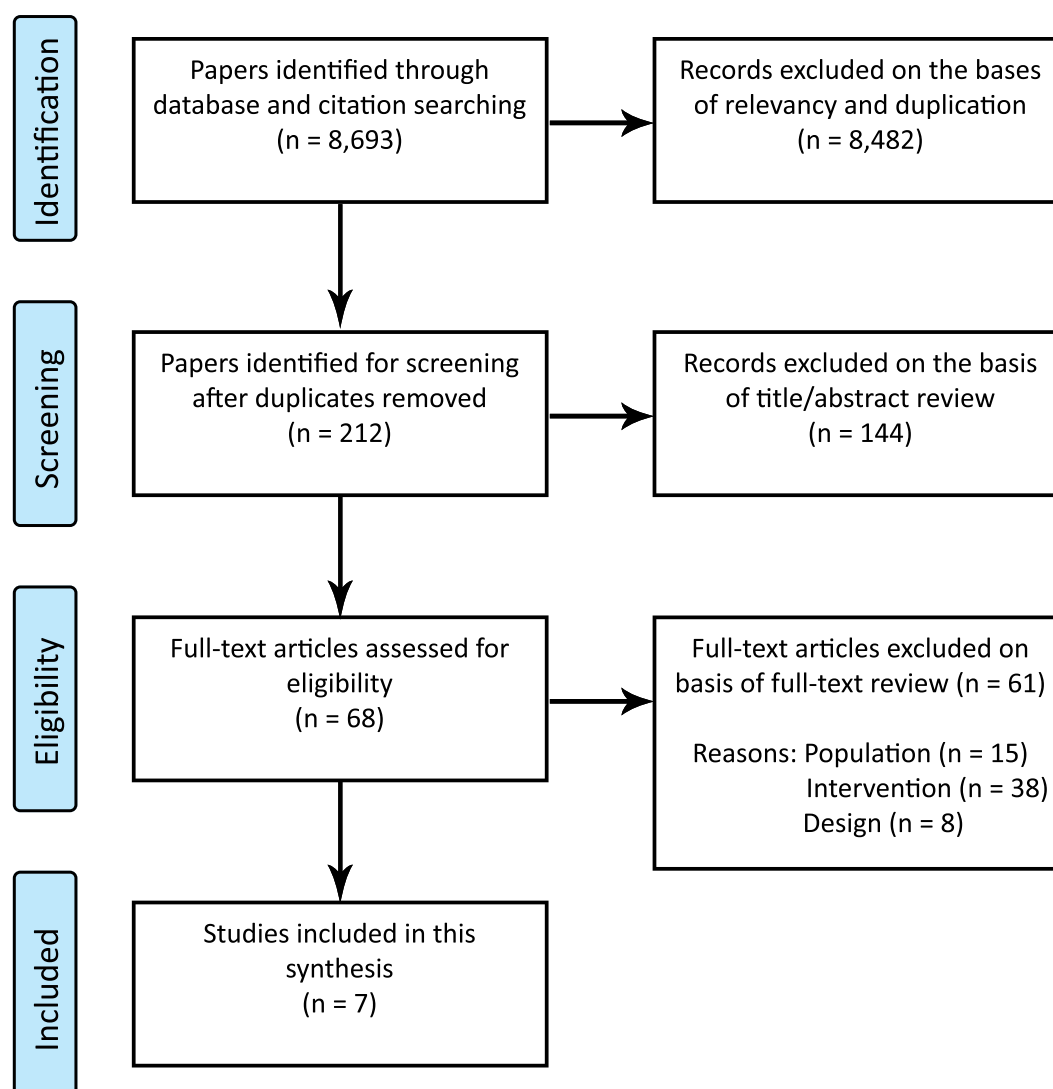 Identification
Papers identified through
database and citation searching
(n = 8,693)
Records excluded on the bases
of relevancy and duplication
(n = 8,482)
Screening
Papers identified for screening
after duplicates removed
(n = 212)
Records excluded on the basis
of title/abstract review
(n = 144)
Eligibility
Full-text articles assessed for
eligibility
(n = 68)
Full-text articles excluded on
basis of full-text review (n = 61)
Reasons: Population (n = 15)
Intervention (n = 38)
Design (n = 8)
Included
Studies included in this
synthesis
(n = 7)